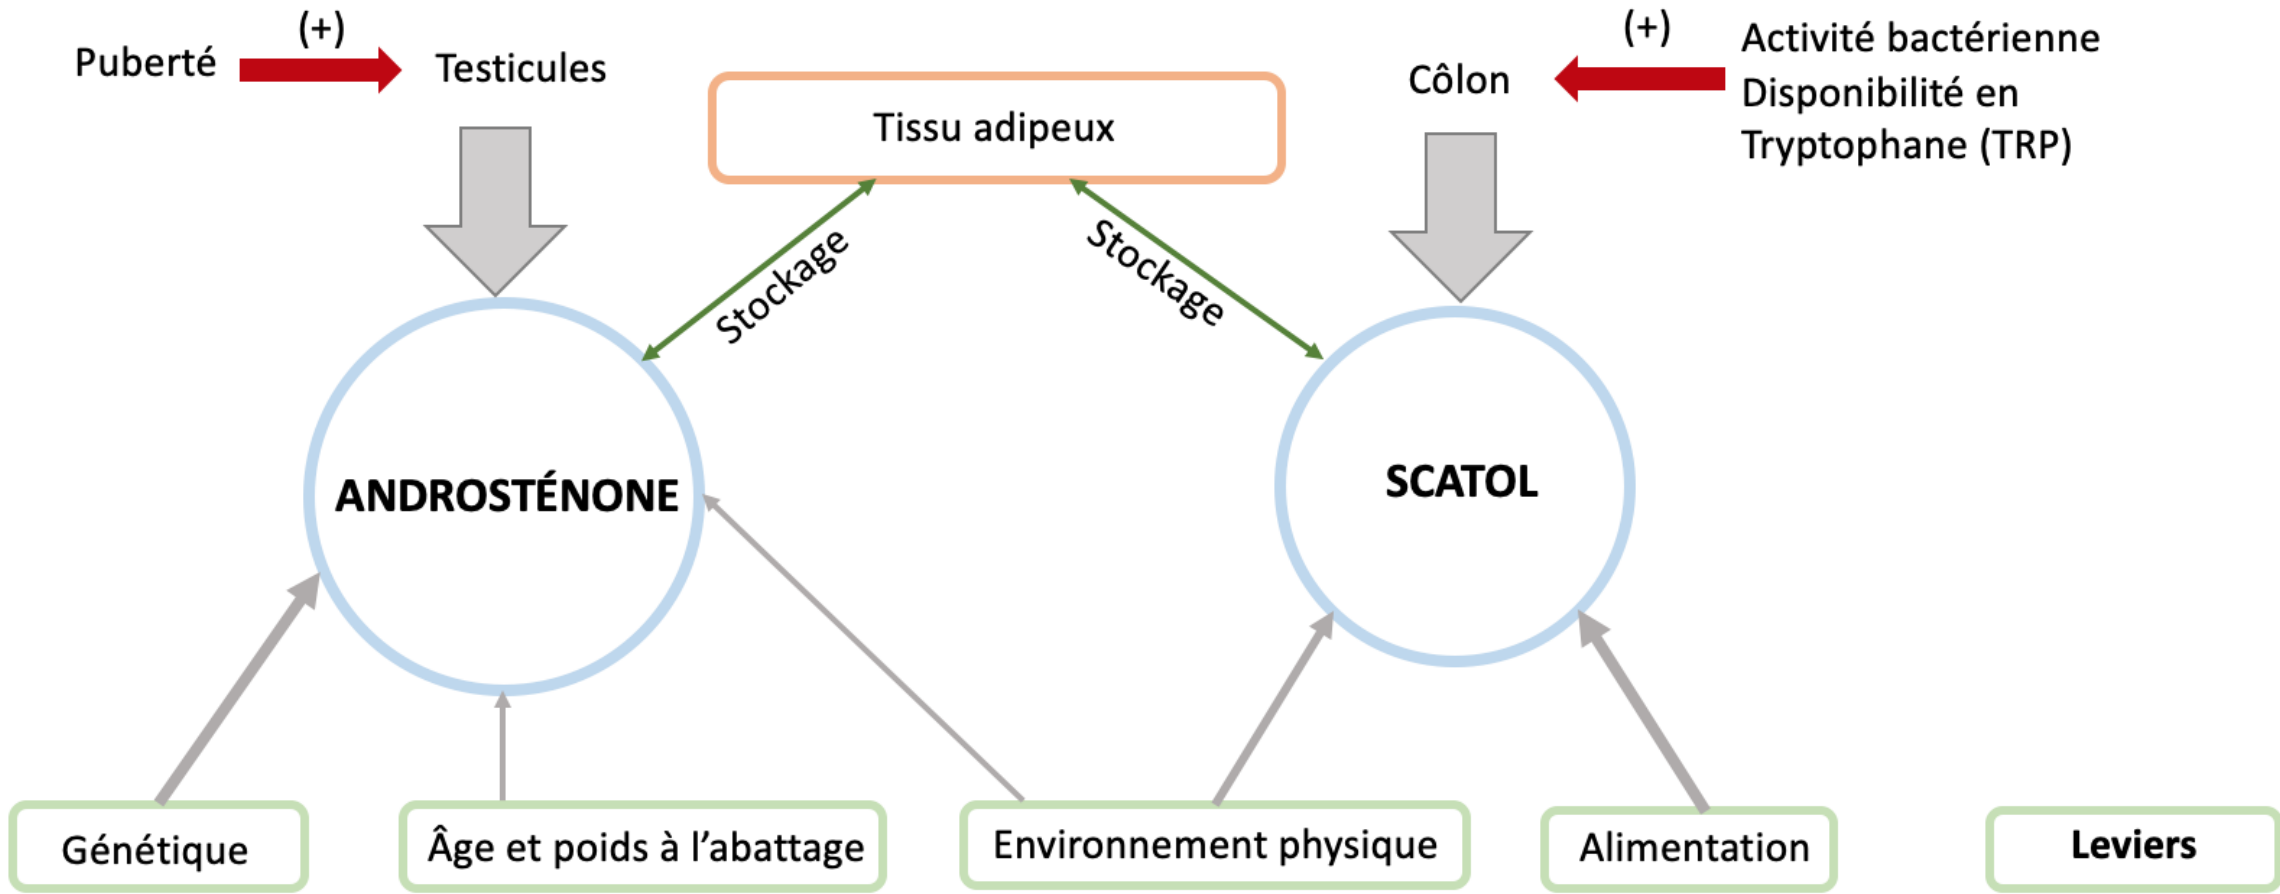 Puberté
(+)
Testicules
Tissu adipeux
Côlon
(+)
Activité bactérienne
Disponibilité en
Tryptophane (TRP)
Stockage
Stockage
ANDROSTÉNONE
SCATOL
Génétique
Âge et poids à l’abattage
Environnement physique
Alimentation
Leviers